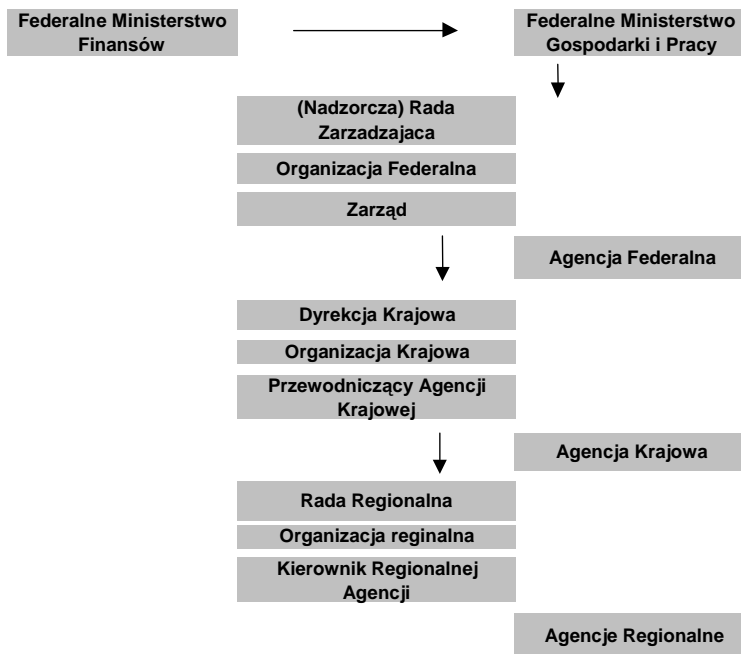 Federalne Ministerstwo
Finansów
Federalne Ministerstwo
Gospodarki i Pracy
(Nadzorcza) Rada
Zarzadzajaca
Organizacja Federalna
Zarząd
Agencja Federalna
Dyrekcja Krajowa
Organizacja Krajowa
Przewodniczący Agencji
Krajowej
Agencja Krajowa
Rada Regionalna
Organizacja reginalna
Kierownik Regionalnej
Agencji
Agencje Regionalne